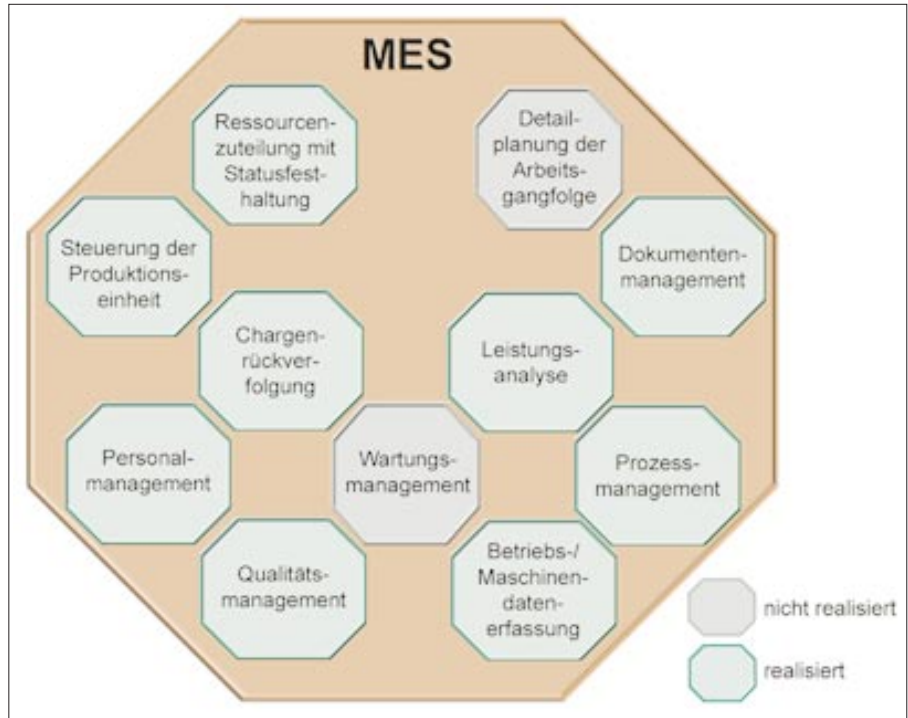 MES
Ressourcen-
zuteilung mit
Statusfest-
haltung
Detail-
planung der
Arbeits-
gangfolge
Steuerung der
Produktions-
einheit
Dokumenten-
management
Chargen-
rückver-
folgung
Leistungs-
analyse
Personal-
management
Wartungs-
management
Prozess-
management
Qualitäts-
management
Betriebs-/
Maschinen-
daten-
erfassung
nicht realisiert
realisiert